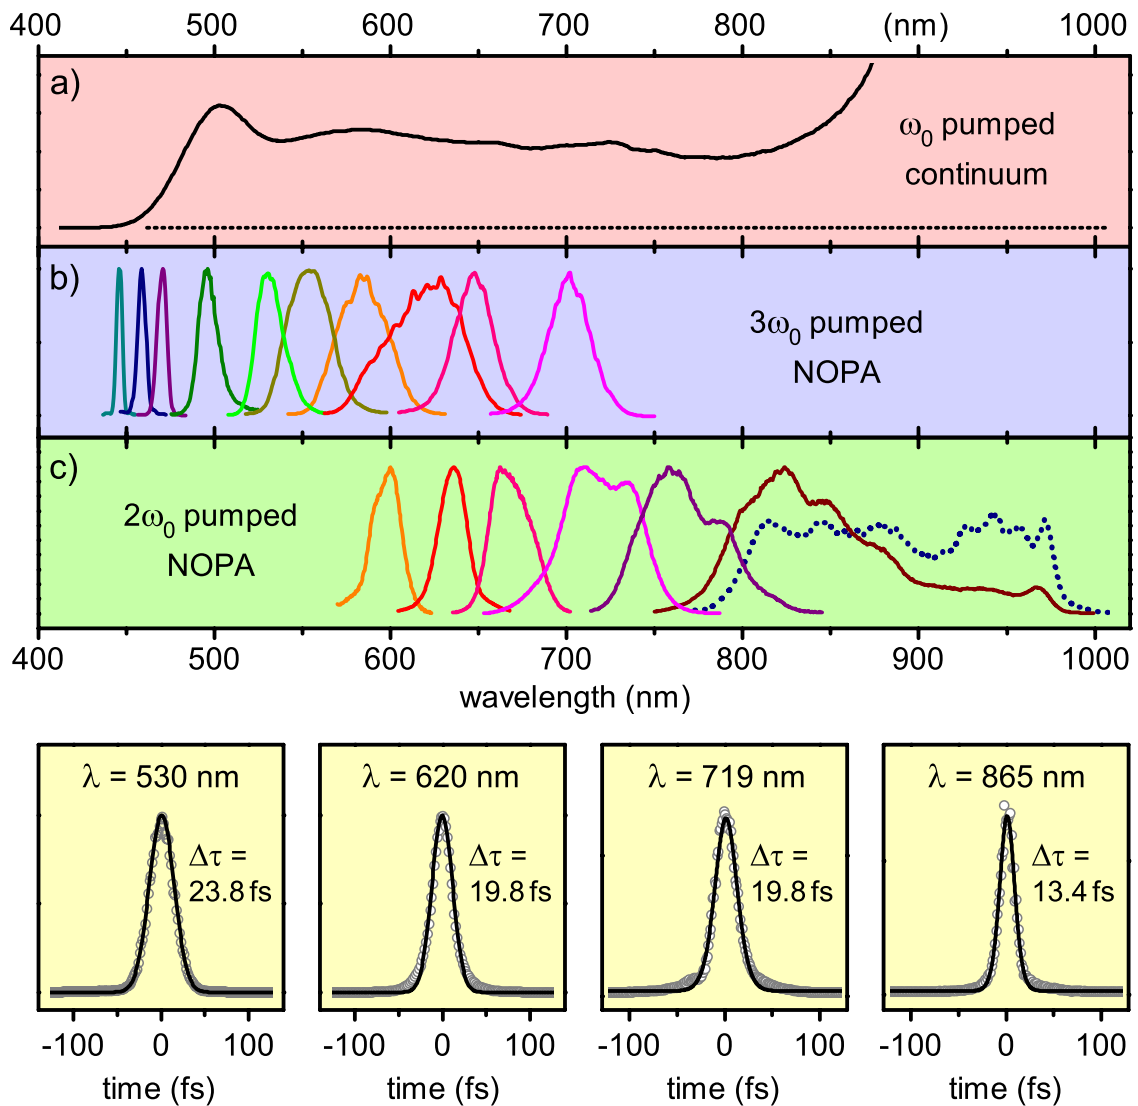 400 500 600 700 800 (nm) 1000
a)
ω₀ pumped
continuum
b)
3ω₀ pumped
NOPA
c)
2ω₀ pumped
NOPA
400 500 600 700 800 900 1000
wavelength (nm)
λ = 530 nm
Δτ =
23.8 fs
-100 0 100
time (fs)
λ = 620 nm
Δτ =
19.8 fs
-100 0 100
time (fs)
λ = 719 nm
Δτ =
19.8 fs
-100 0 100
time (fs)
λ = 865 nm
Δτ =
13.4 fs
-100 0 100
time (fs)